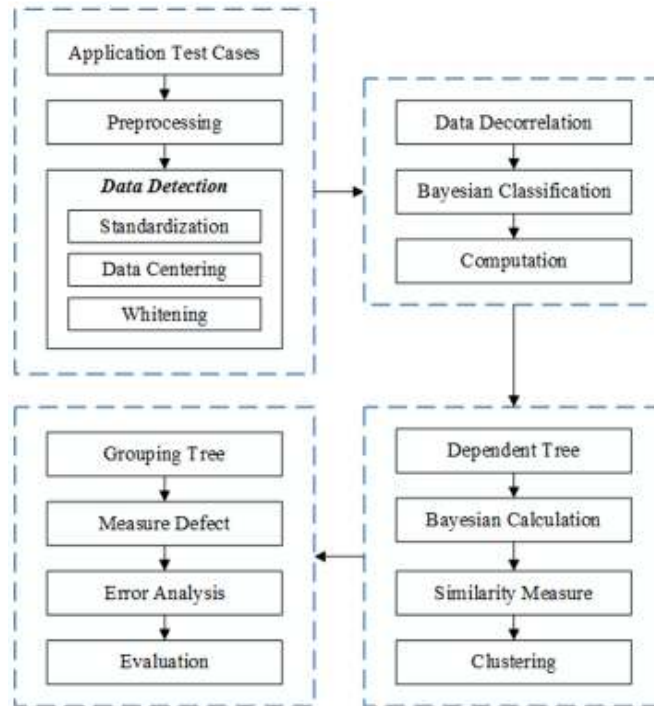 Application Test Cases
Preprocessing
Data Detection
Standardization
Data Centering
Whitening
Data Decorrelation
Bayesian Classification
Computation
Dependent Tree
Bayesian Calculation
Similarity Measure
Clustering
Grouping Tree
Measure Defect
Error Analysis
Evaluation